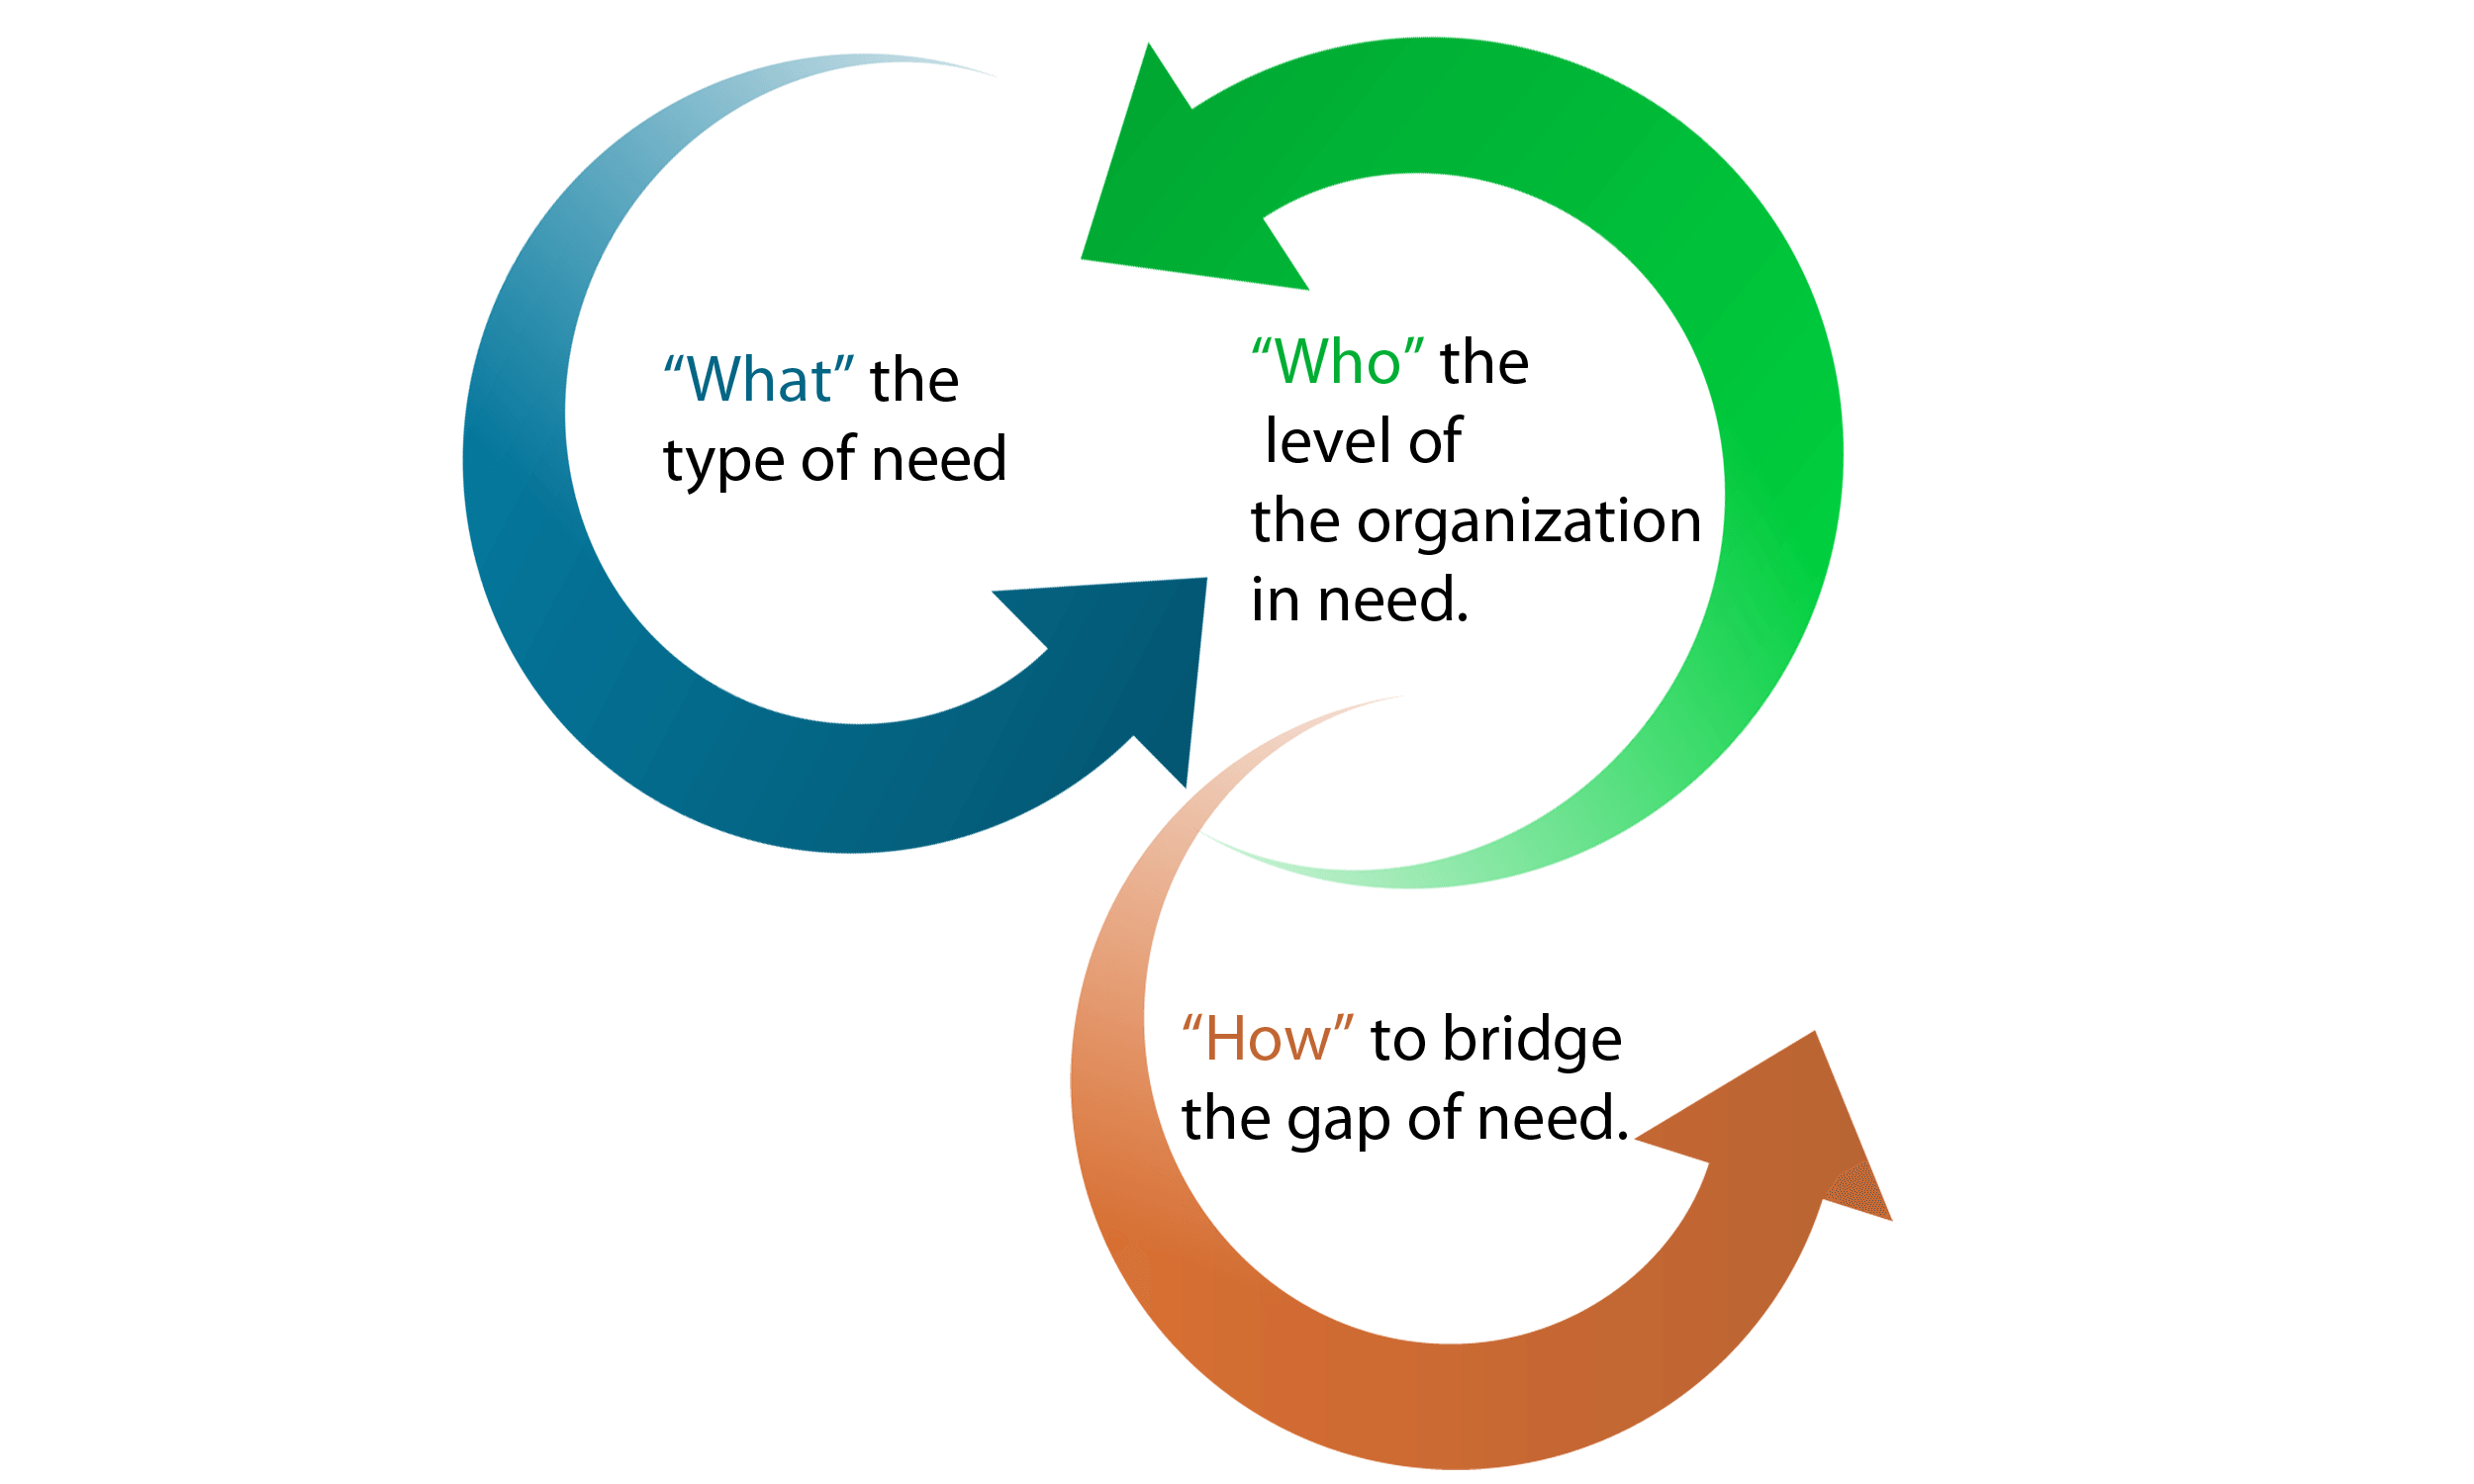 “What” the
type of need
“Who” the
level of
the organization
in need.
“How” to bridge
the gap of need.